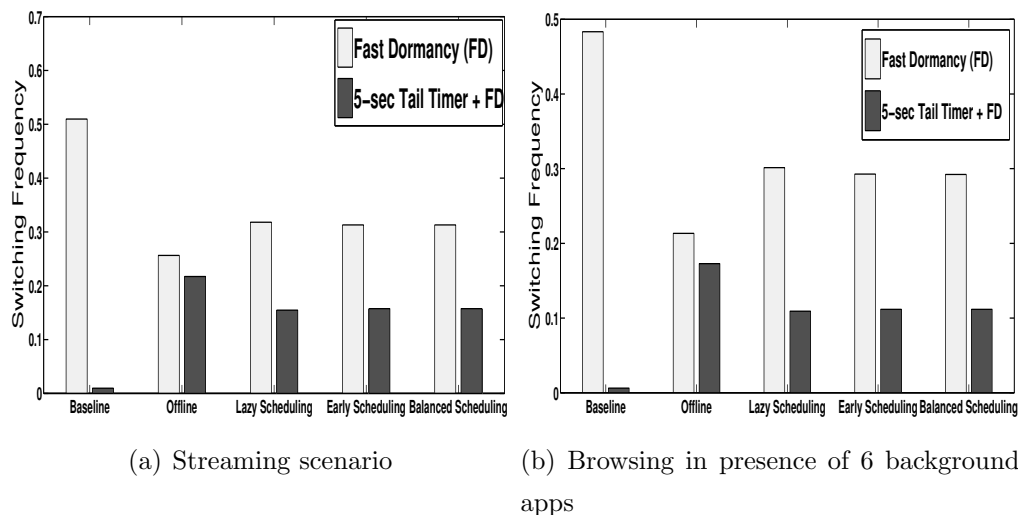 0.7
0.6
0.5
0.4
0.3
0.2
0.1
0
Switching Frequency
Fast Dormancy (FD)
5-sec Tail Timer + FD
Baseline Offline Lazy Scheduling Early Scheduling Balanced Scheduling
(a) Streaming scenario
0.5
0.4
0.3
0.2
0.1
0
Switching Frequency
Fast Dormancy (FD)
5-sec Tail Timer + FD
Baseline Offline Lazy Scheduling Early Scheduling Balanced Scheduling
(b) Browsing in presence of 6 background
apps